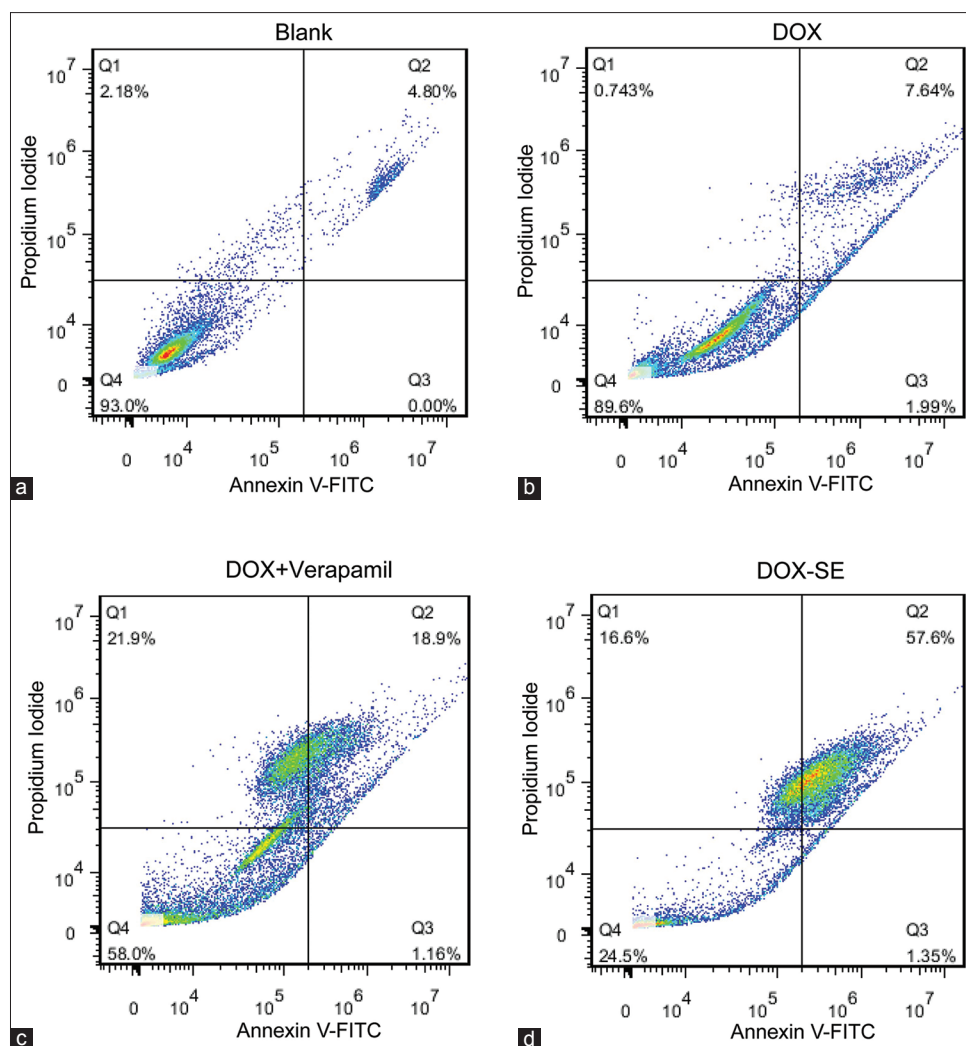 Blank
Q1
2.18%
Q2
4.80%
Q4
93.0%
Q3
0.00%
10^7
10^6
10^5
10^4
0
Propidium Iodide
0 10^4 10^5 10^6 10^7
Annexin V-FITC
a
DOX
Q1
0.743%
Q2
7.64%
Q4
89.6%
Q3
1.99%
10^7
10^6
10^5
10^4
0
Propidium Iodide
0 10^4 10^5 10^6 10^7
Annexin V-FITC
b
DOX+Verapamil
Q1
21.9%
Q2
18.9%
Q4
58.0%
Q3
1.16%
10^7
10^6
10^5
10^4
0
Propidium Iodide
0 10^4 10^5 10^6 10^7
Annexin V-FITC
c
DOX-SE
Q1
16.6%
Q2
57.6%
Q4
24.5%
Q3
1.35%
10^7
10^6
10^5
10^4
0
Propidium Iodide
0 10^4 10^5 10^6 10^7
Annexin V-FITC
d